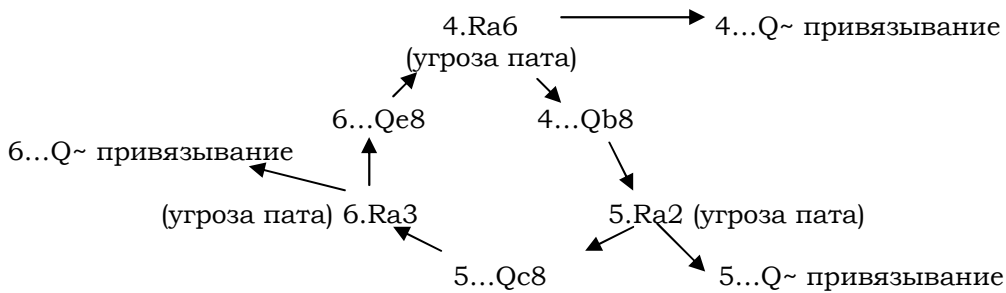 4.Ra6 4…Q~ привязывание
(угроза пата)
6…Qe8 4…Qb8
6…Q~ привязывание
(угроза пата) 6.Ra3 5.Ra2 (угроза пата)
5…Qc8 5…Q~ привязывание